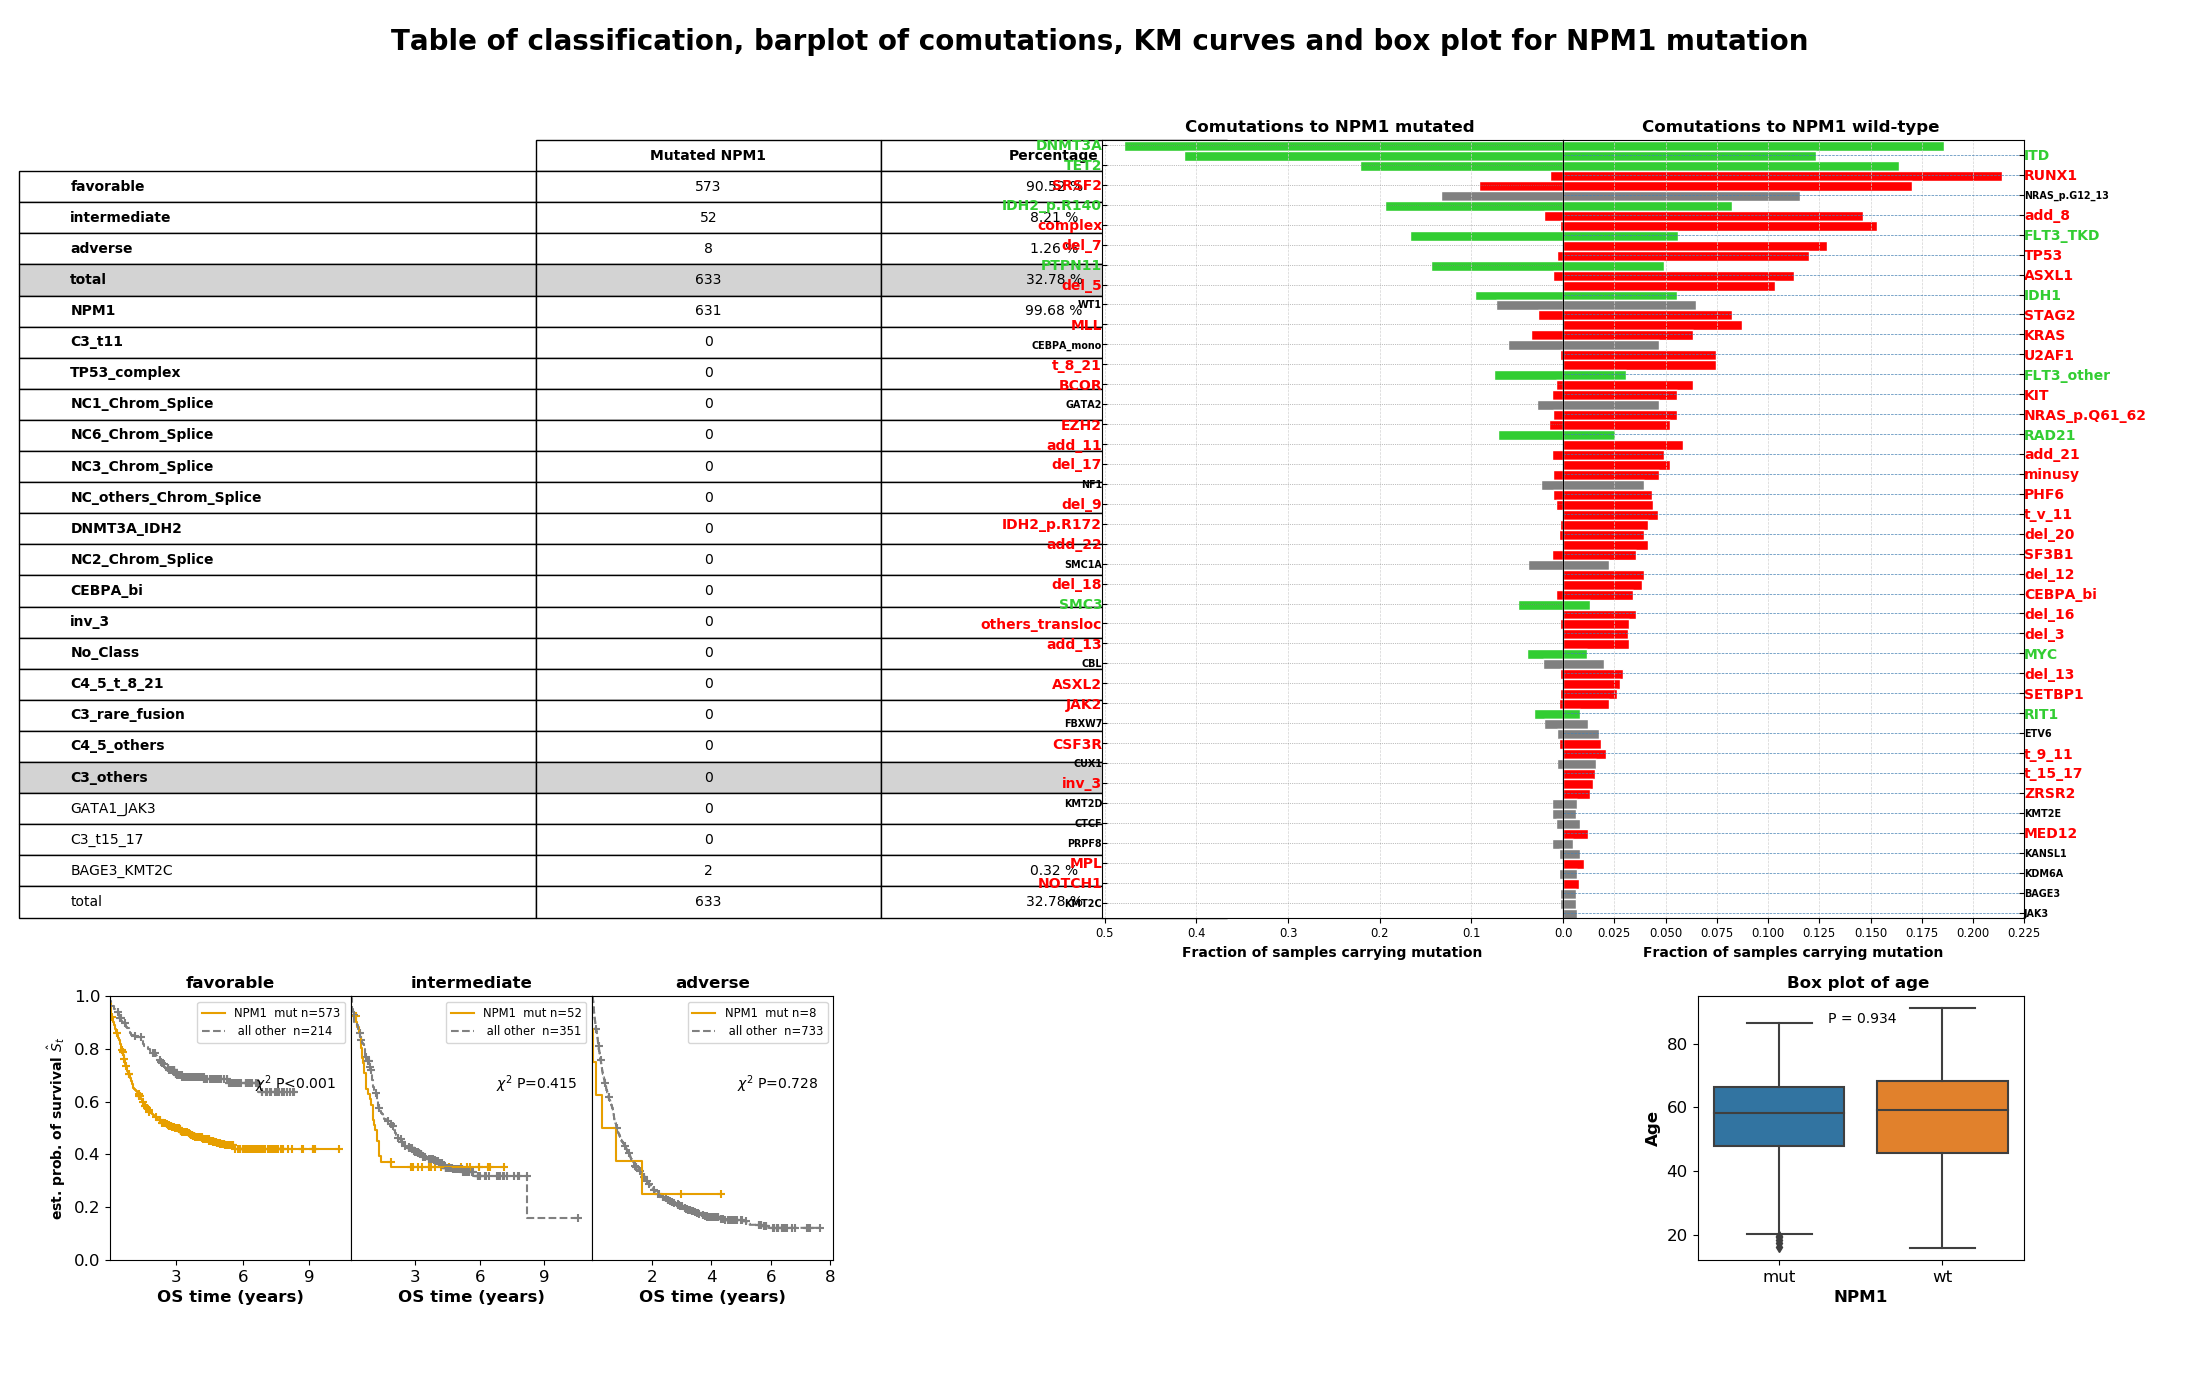 Table of classification, barplot of comutations, KM curves and box plot for NPM1 mutation
Mutated NPM1 Percentage
favorable 573 90.52 %
intermediate 52 8.21 %
adverse 8 1.26 %
total 633 32.78 %
NPM1 631 99.68 %
C3_t11 0
TP53_complex 0
NC1_Chrom_Splice 0
NC6_Chrom_Splice 0
NC3_Chrom_Splice 0
NC_others_Chrom_Splice 0
DNMT3A_IDH2 0
NC2_Chrom_Splice 0
CEBPA_bi 0
inv_3 0
No_Class 0
C4_5_t_8_21 0
C3_rare_fusion 0
C4_5_others 0
C3_others 0
GATA1_JAK3 0
C3_t15_17 0
BAGE3_KMT2C 2 0.32 %
total 633 32.78 %
Comutations to NPM1 mutated
DNMT3A
TET2
SRSF2
IDH2_p.R140
complex
del_7
PTPN11
del_5
WT1
MLL
CEBPA_mono
t_8_21
BCOR
GATA2
EZH2
add_11
del_17
NF1
del_9
IDH2_p.R172
add_22
SMC1A
del_18
SMC3
others_transloc
add_13
CBL
ASXL2
JAK2
FBXW7
CSF3R
CUX1
inv_3
KMT2D
CTCF
PRPF8
MPL
NOTCH1
KMT2C
0.5 0.4 0.3 0.2 0.1
Fraction of samples carrying mutation
Comutations to NPM1 wild-type
ITD
RUNX1
NRAS_p.G12_13
add_8
FLT3_TKD
TP53
ASXL1
IDH1
STAG2
KRAS
U2AF1
FLT3_other
KIT
NRAS_p.Q61_62
RAD21
add_21
minusy
PHF6
t_v_11
del_20
SF3B1
del_12
CEBPA_bi
del_16
del_3
MYC
del_13
SETBP1
RIT1
ETV6
t_9_11
t_15_17
ZRSR2
KMT2E
MED12
KANSL1
KDM6A
BAGE3
JAK3
0.0 0.025 0.050 0.075 0.100 0.125 0.150 0.175 0.200 0.225
Fraction of samples carrying mutation
favorable
est. prob. of survival Ŝt
1.0
0.8
0.6
0.4
0.2
0.0
NPM1 mut n=573
all other n=214
χ² P<0.001
3 6 9
OS time (years)
intermediate
NPM1 mut n=52
all other n=351
χ² P=0.415
3 6 9
OS time (years)
adverse
NPM1 mut n=8
all other n=733
χ² P=0.728
2 4 6 8
OS time (years)
Box plot of age
P = 0.934
Age
80
60
40
20
mut wt
NPM1